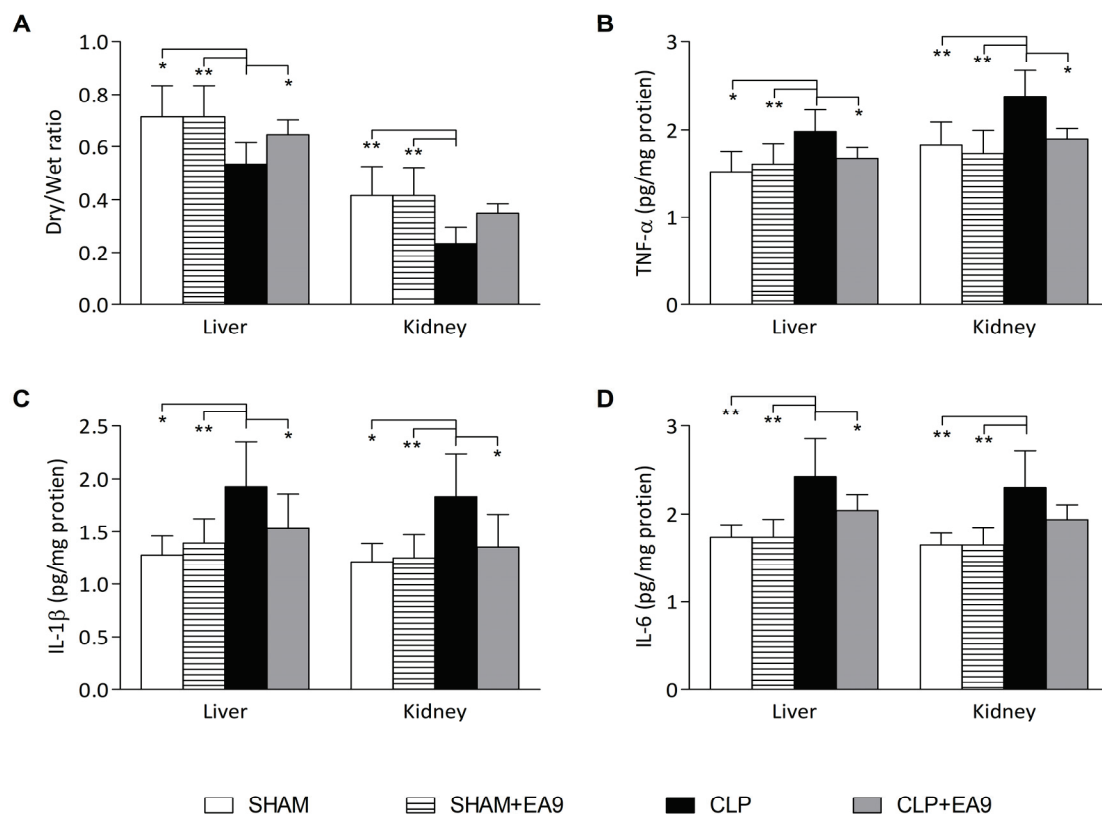 A
Dry/Wet ratio
1.0
0.8
0.6
0.4
0.2
0.0
* ** *
** **
Liver Kidney
B
TNF-α (pg/mg protien)
3
2
1
0
* ** *
** ** *
Liver Kidney
C
IL-1β (pg/mg protien)
2.5
2.0
1.5
1.0
0.5
0.0
* ** *
* ** *
Liver Kidney
D
IL-6 (pg/mg protien)
3
2
1
0
** ** *
** **
Liver Kidney
SHAM SHAM+EA9 CLP CLP+EA9